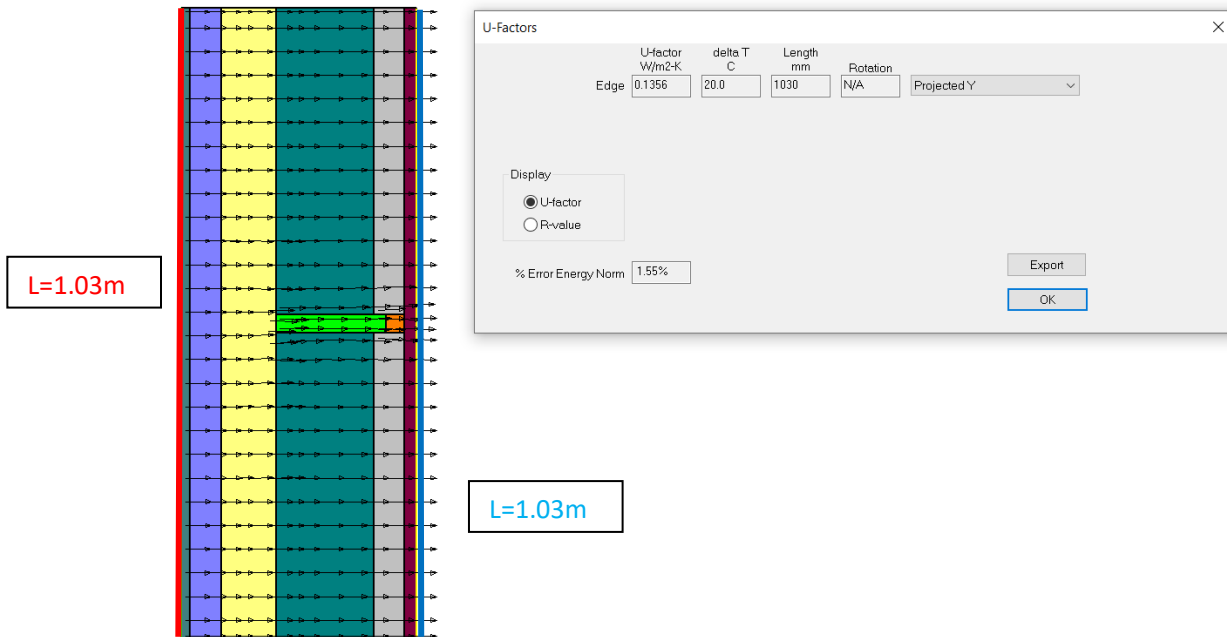 U-Factors
U-factor delta T Length
W/m2-K C mm Rotation
Edge 0.1356 20.0 1030 N/A Projected Y
Display
U-factor
R-value
% Error Energy Norm 1.55%
Export
OK
L=1.03m
L=1.03m